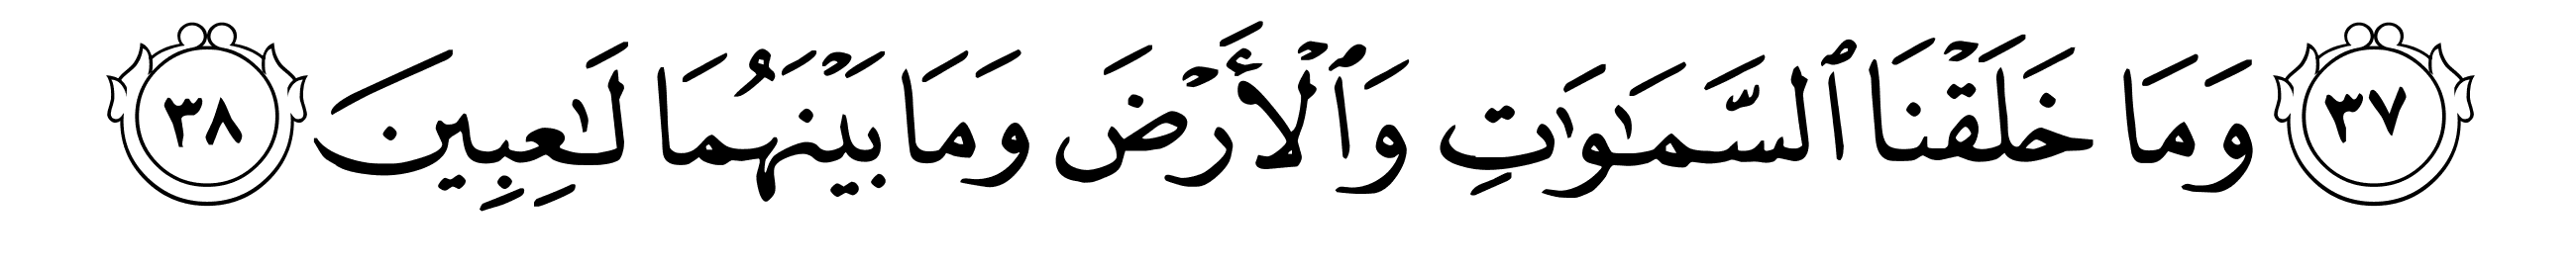 ٣٧ وَمَا خَلَقْنَا ٱلسَّمَـٰوَٰتِ وَٱلْأَرْضَ وَمَا بَيْنَهُمَا لَـٰعِبِينَ ٣٨